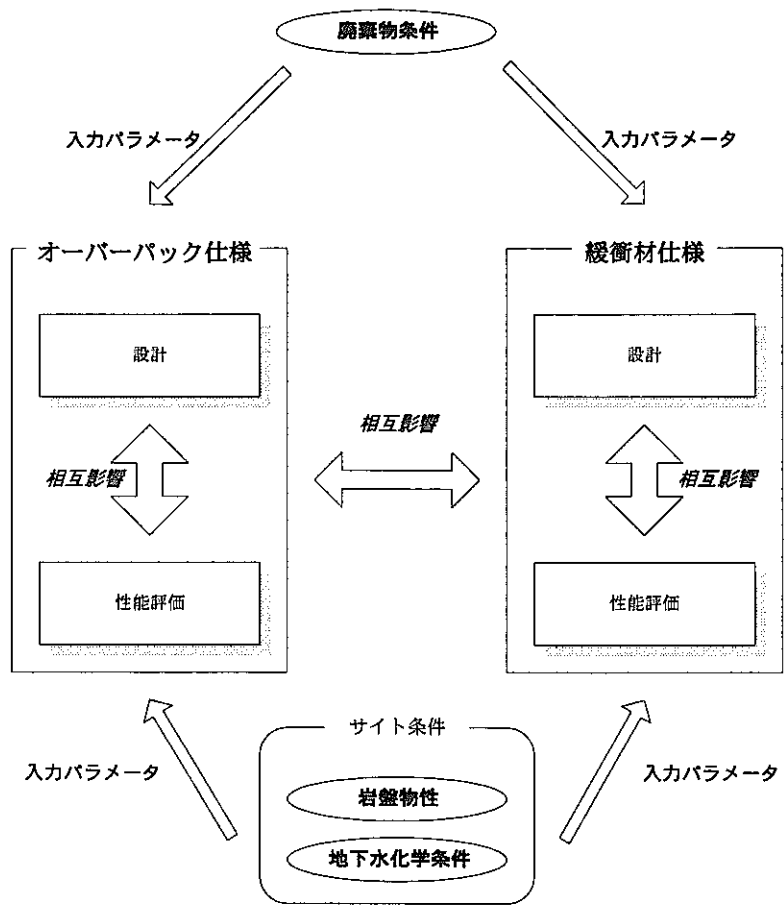 廃棄物条件
入力パラメータ
入力パラメータ
オーバーパック仕様
緩衝材仕様
設計
設計
相互影響
相互影響
相互影響
性能評価
性能評価
サイト条件
入力パラメータ
入力パラメータ
岩盤物性
地下水化学条件